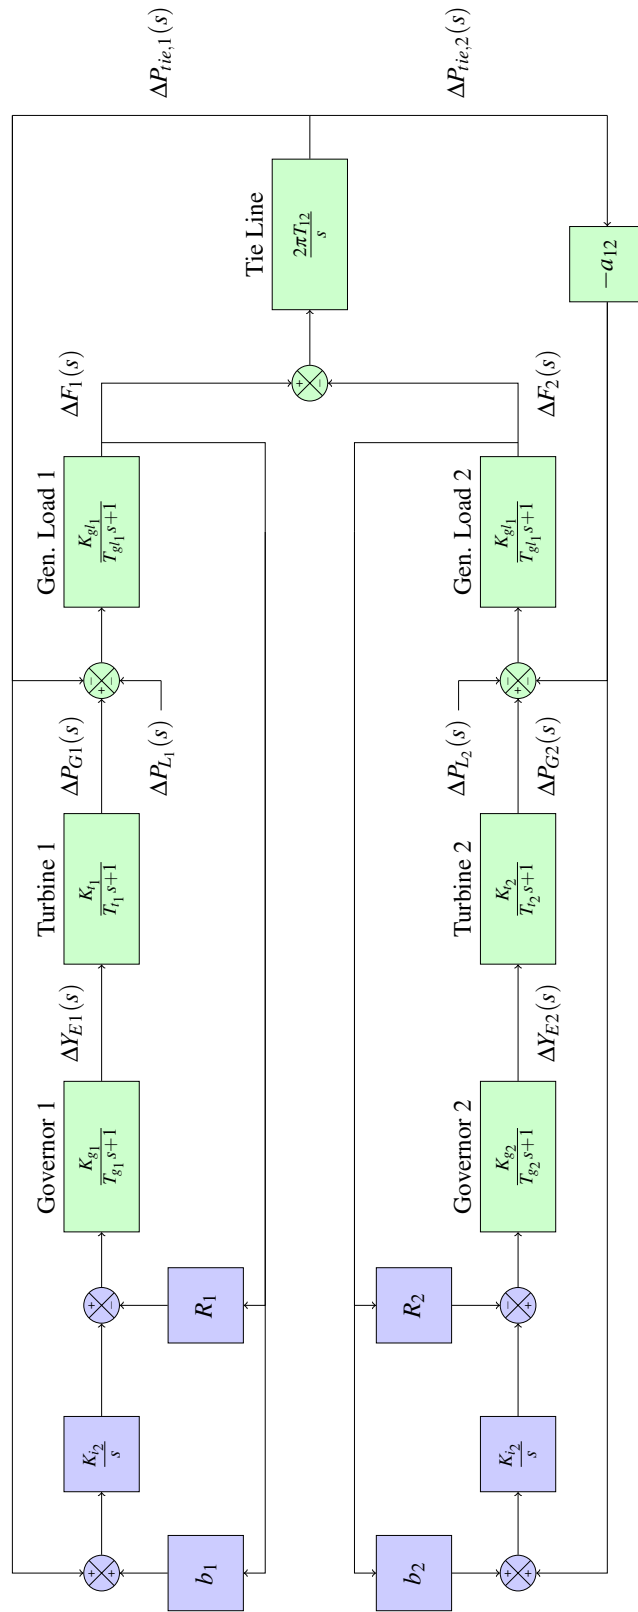 Governor 1
Turbine 1
Gen. Load 1
ΔY_{E1}(s)
ΔP_{G1}(s)
ΔF_1(s)
ΔP_{tie,1}(s)
+ +
K_{i_2}
s
+ −
K_{g_1}
T_{g_1}s+1
K_{t_1}
T_{t_1}s+1
− + −
K_{gl_1}
T_{gl_1}s+1
b_1
R_1
ΔP_{L_1}(s)
Tie Line
+ −
2πT_{12}
s
b_2
R_2
ΔP_{L_2}(s)
Governor 2
Turbine 2
Gen. Load 2
+ +
K_{i_2}
s
− +
K_{g_2}
T_{g_2}s+1
K_{t_2}
T_{t_2}s+1
− + −
K_{gl_1}
T_{gl_1}s+1
ΔY_{E2}(s)
ΔP_{G2}(s)
ΔF_2(s)
ΔP_{tie,2}(s)
−a_{12}